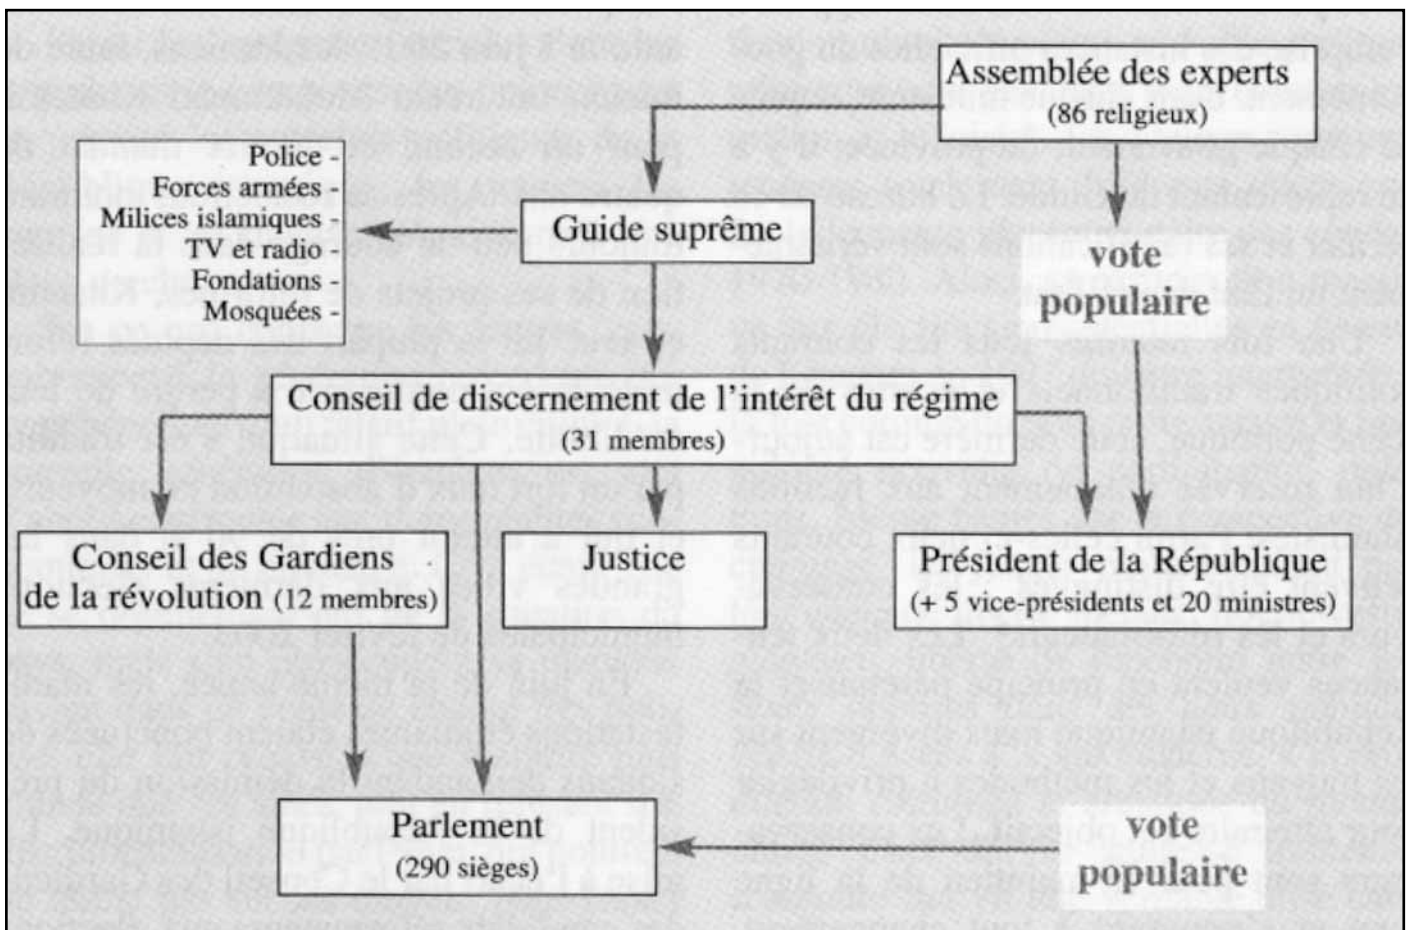 Assemblée des experts
(86 religieux)
Police -
Forces armées -
Milices islamiques -
TV et radio -
Fondations -
Mosquées -
Guide suprême
vote
populaire
Conseil de discernement de l'intérêt du régime
(31 membres)
Conseil des Gardiens
de la révolution (12 membres)
Justice
Président de la République
(+ 5 vice-présidents et 20 ministres)
Parlement
(290 sièges)
vote
populaire